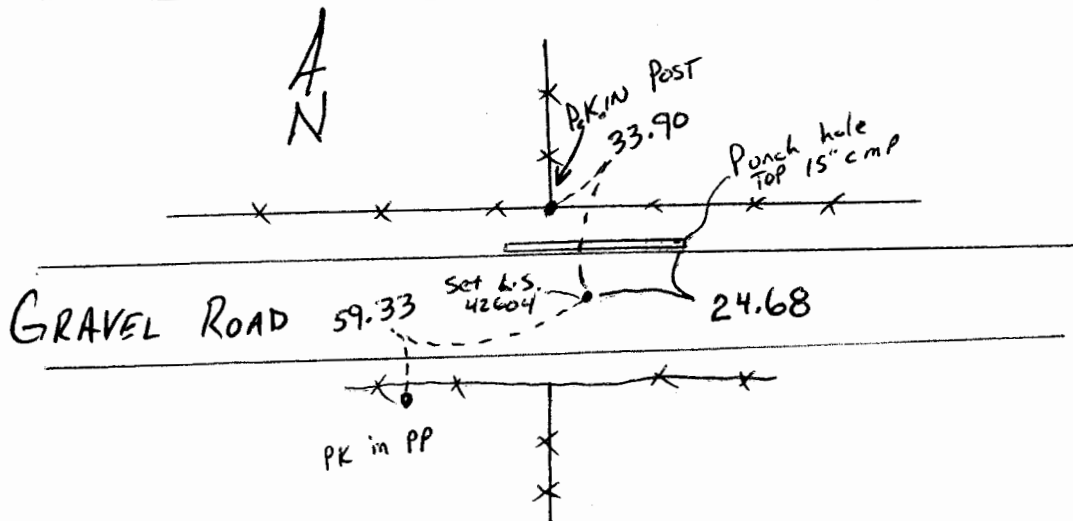 N
P.K. IN POST
33.90
Punch hole
TOP 15" cmp
Set L.S.
42604
GRAVEL ROAD
59.33
24.68
PK in PP